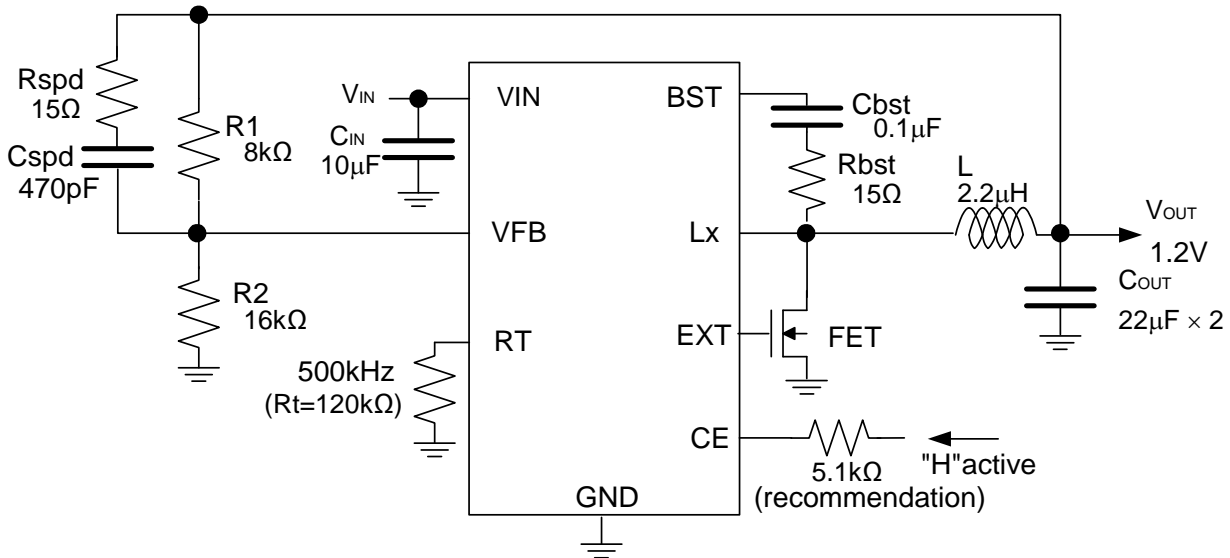 Rspd
15Ω
Cspd
470pF
R1
8kΩ
R2
16kΩ
VIN
CIN
10μF
500kHz
(Rt=120kΩ)
VIN
VFB
RT
GND
BST
Lx
EXT
CE
Cbst
0.1μF
Rbst
15Ω
L
2.2μH
VOUT
1.2V
COUT
22μF × 2
FET
5.1kΩ
(recommendation)
"H"active